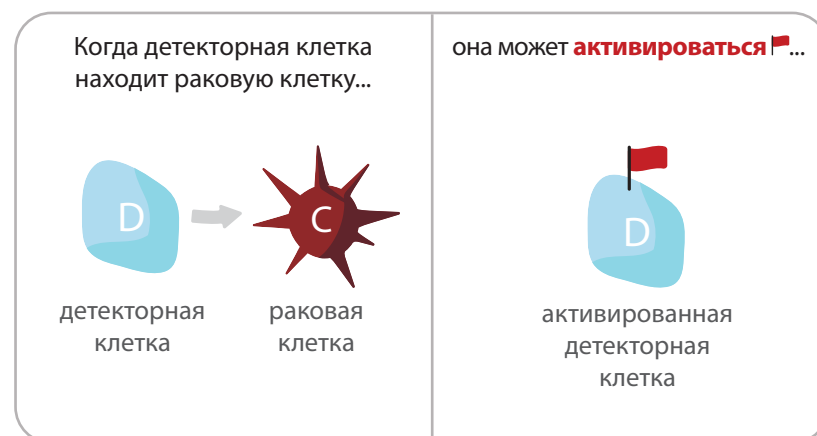 Когда детекторная клетка
находит раковую клетку...
она может активироваться...
D
C
D
детекторная
клетка
раковая
клетка
активированная
детекторная
клетка